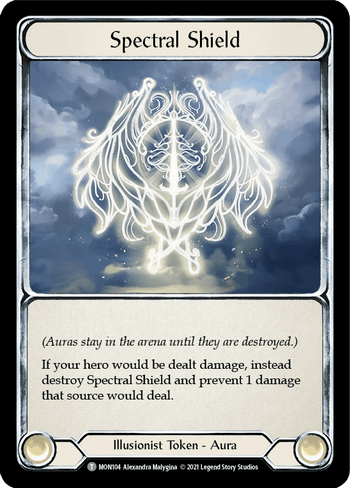 Spectral Shield
(Auras stay in the arena until they are destroyed.)
If your hero would be dealt damage, instead
destroy Spectral Shield and prevent 1 damage
that source would deal.
Illusionist Token - Aura
T MON104 Alexandra Malygina © 2021 Legend Story Studios